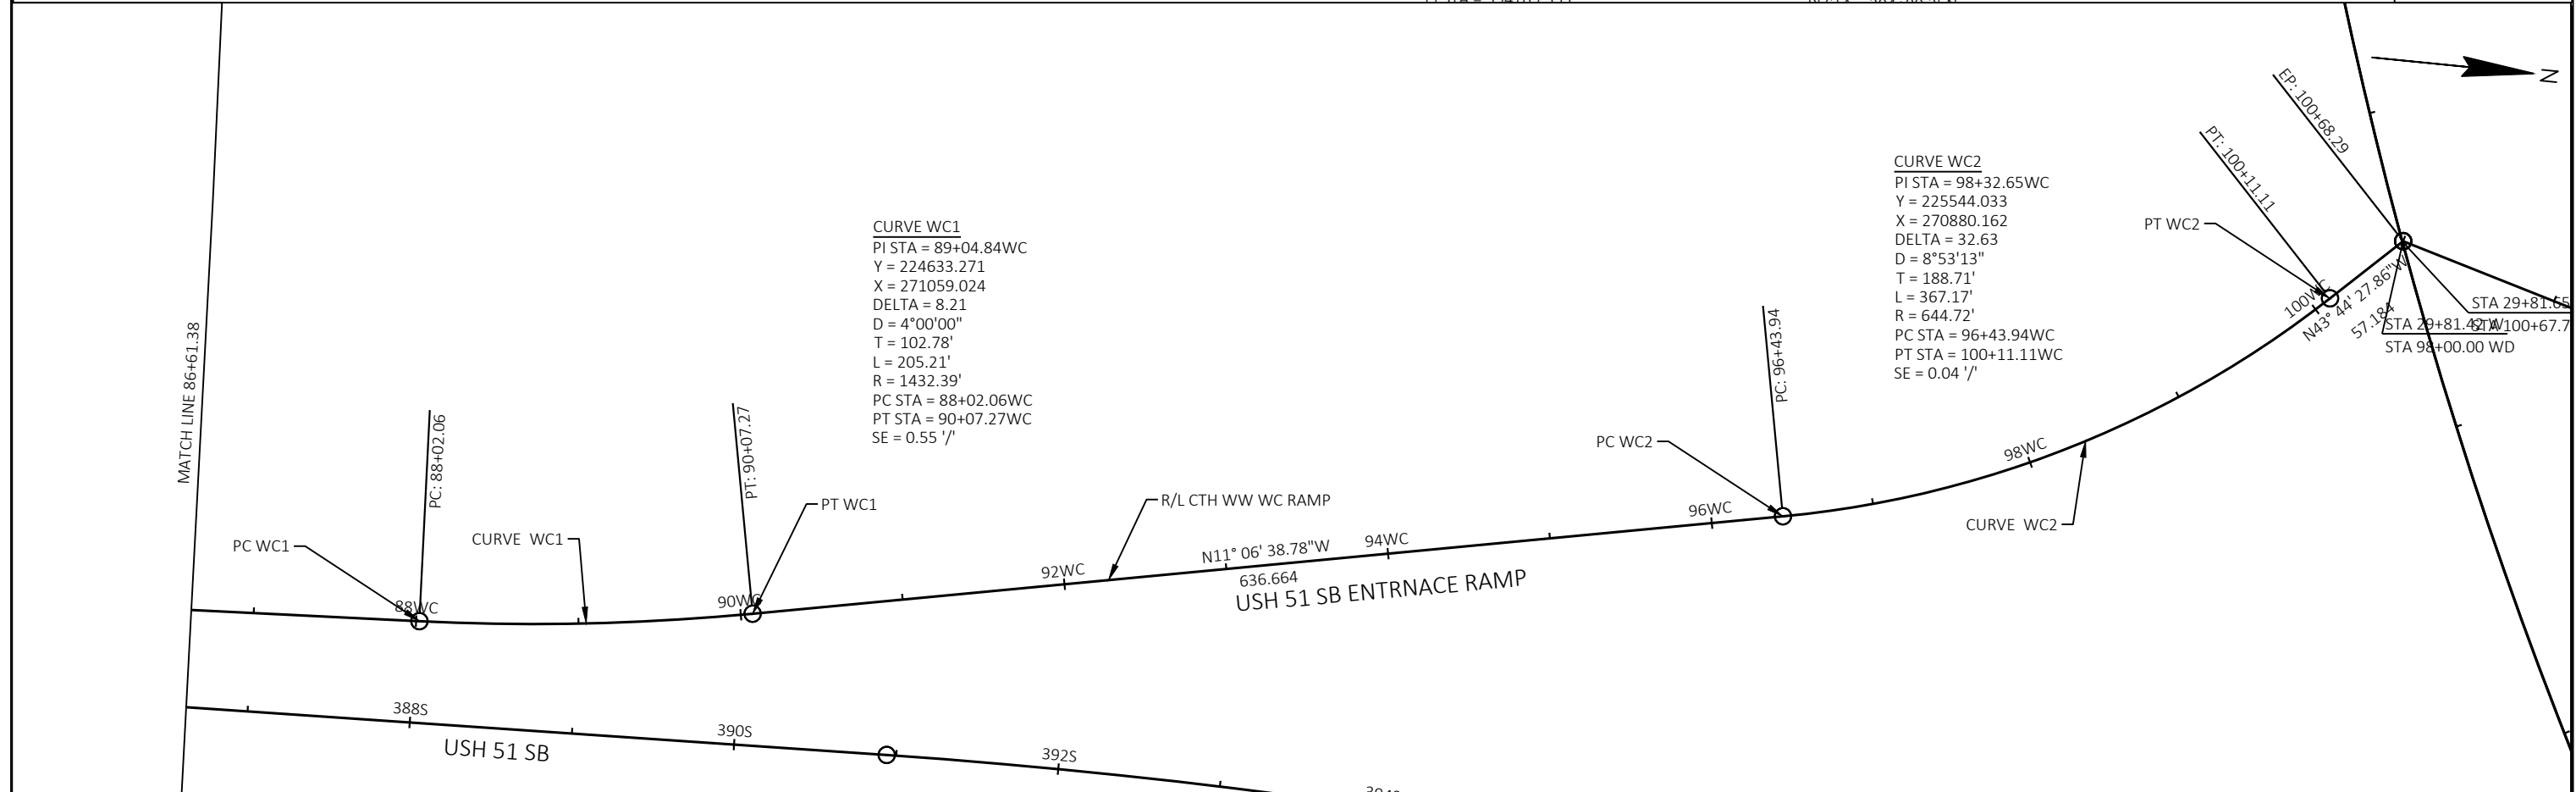 MATCH LINE 86+61.38
PC: 88+02.06
PC WC1
88WC
CURVE WC1
PT: 90+07.27
90WC
PT WC1
CURVE WC1
PI STA = 89+04.84WC
Y = 224633.271
X = 271059.024
DELTA = 8.21
D = 4°00'00"
T = 102.78'
L = 205.21'
R = 1432.39'
PC STA = 88+02.06WC
PT STA = 90+07.27WC
SE = 0.55 '/'
92WC
R/L CTH WW WC RAMP
N11° 06' 38.78"W
636.664
94WC
USH 51 SB ENTRNACE RAMP
96WC
PC WC2
PC: 96+43.94
CURVE WC2
PI STA = 98+32.65WC
Y = 225544.033
X = 270880.162
DELTA = 32.63
D = 8°53'13"
T = 188.71'
L = 367.17'
R = 644.72'
PC STA = 96+43.94WC
PT STA = 100+11.11WC
SE = 0.04 '/'
98WC
CURVE WC2
PT WC2
PT: 100+11.11
EP: 100+68.29
100WC
N43° 44' 27.86"W
57.184
STA 29+81.65
STA 100+67.7
STA 29+81.42 W
STA 98+00.00 WD
N
388S
390S
392S
USH 51 SB